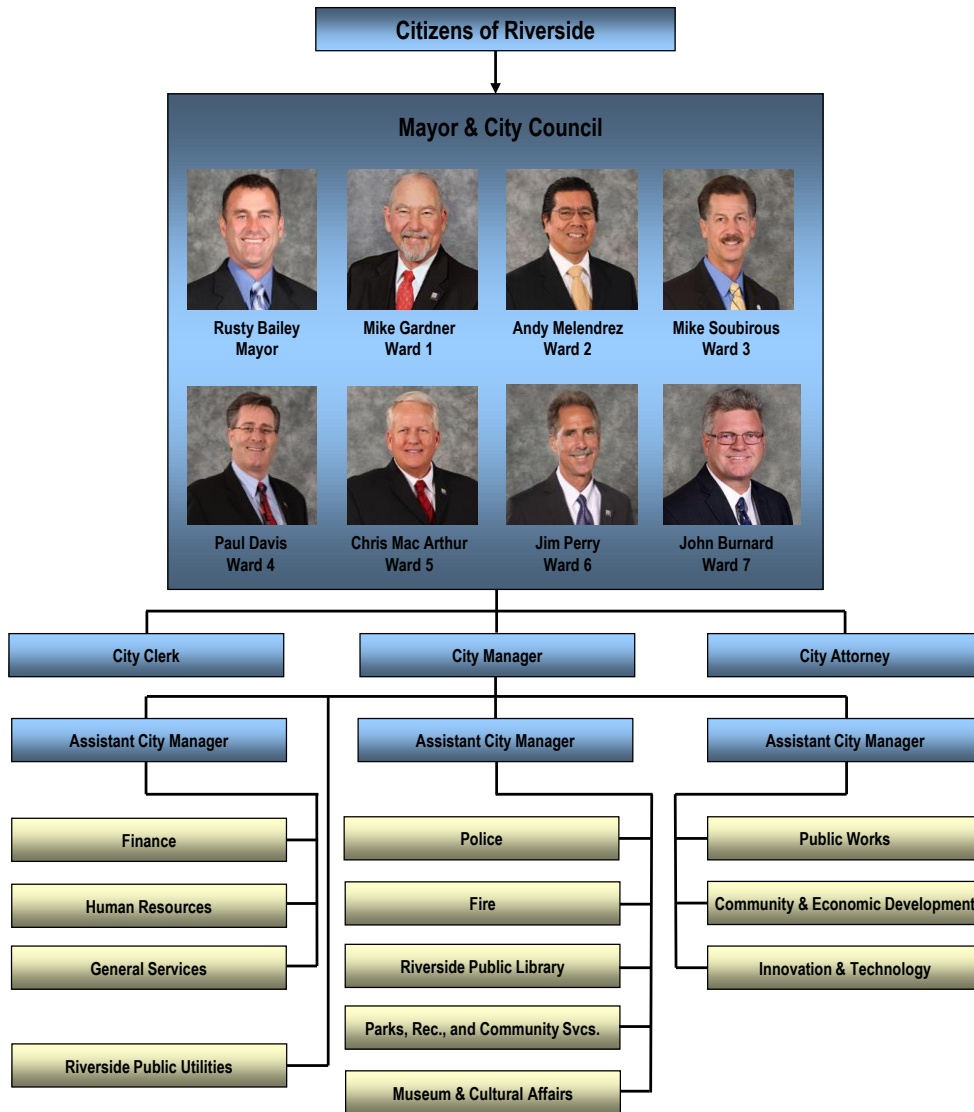 Citizens of Riverside
Mayor & City Council
Rusty Bailey
Mayor
Mike Gardner
Ward 1
Andy Melendrez
Ward 2
Mike Soubirous
Ward 3
Paul Davis
Ward 4
Chris Mac Arthur
Ward 5
Jim Perry
Ward 6
John Burnard
Ward 7
City Clerk
City Manager
City Attorney
Assistant City Manager
Assistant City Manager
Assistant City Manager
Finance
Human Resources
General Services
Riverside Public Utilities
Police
Fire
Riverside Public Library
Parks, Rec., and Community Svcs.
Museum & Cultural Affairs
Public Works
Community & Economic Development
Innovation & Technology